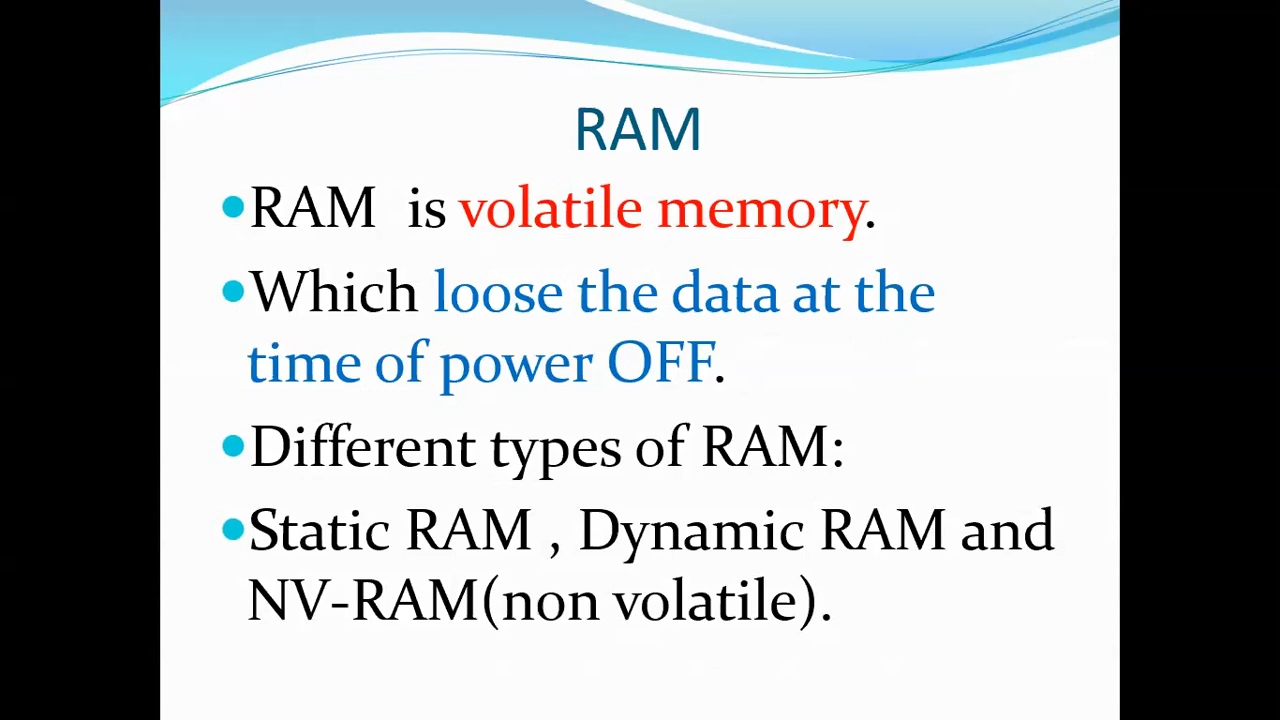 RAM
•RAM is volatile memory.
•Which loose the data at the
time of power OFF.
•Different types of RAM:
•Static RAM , Dynamic RAM and
NV-RAM(non volatile).